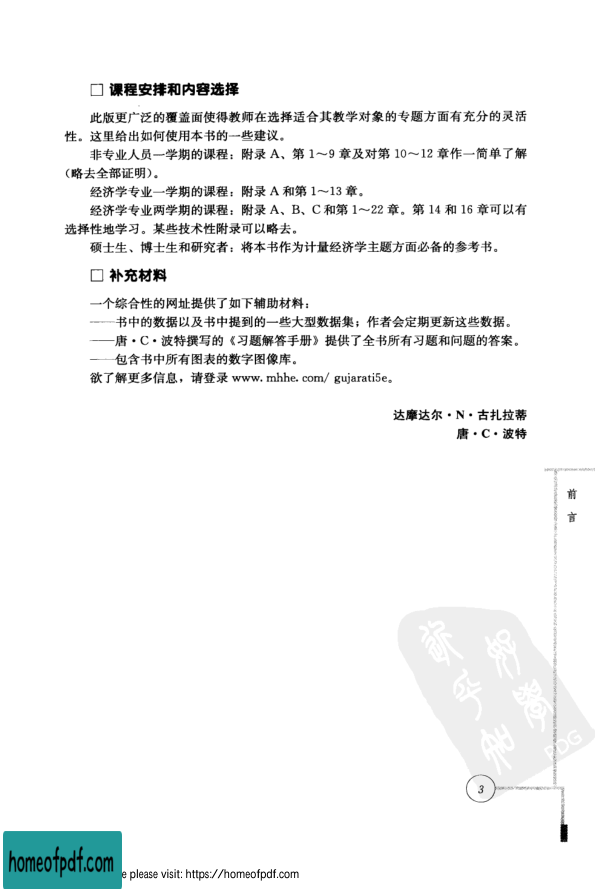 □ 课程安排和内容选择
此版更广泛的覆盖面使得教师在选择适合其教学对象的专题方面有充分的灵活
性。这里给出如何使用本书的一些建议。
非专业人员一学期的课程：附录 A、第 1～9 章及对第 10～12 章作一简单了解
（略去全部证明）。
经济学专业一学期的课程：附录 A 和第 1～13 章。
经济学专业两学期的课程：附录 A、B、C 和第 1～22 章。第 14 和 16 章可以有
选择性地学习。某些技术性附录可以略去。
硕士生、博士生和研究者：将本书作为计量经济学主题方面必备的参考书。
□ 补充材料
一个综合性的网址提供了如下辅助材料：
——书中的数据以及书中提到的一些大型数据集；作者会定期更新这些数据。
——唐·C·波特撰写的《习题解答手册》提供了全书所有习题和问题的答案。
——包含书中所有图表的数字图像库。
欲了解更多信息，请登录 www. mhhe. com/ gujarati5e。
达摩达尔·N·古扎拉蒂
唐·C·波特
前
言
3
homeofpdf.com
e please visit: https://homeofpdf.com
PDG